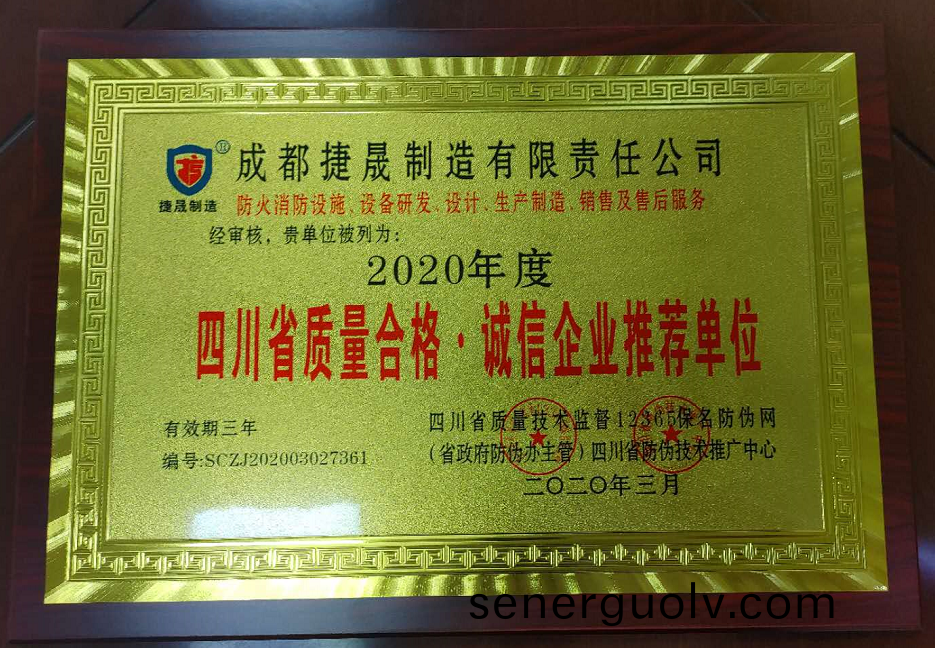 成都捷晟制造有限责任公司
捷晟制造
防火消防设施、设备研发、设计、生产制造、销售及售后服务
经审核，贵单位被列为：
2020年度
四川省质量合格·诚信企业推荐单位
有效期三年
编号:SCZJ202003027361
四川省质量技术监督12365保名防伪网
（省政府防伪办主管）四川省防伪技术推广中心
二〇二〇年三月
senerguolv.com